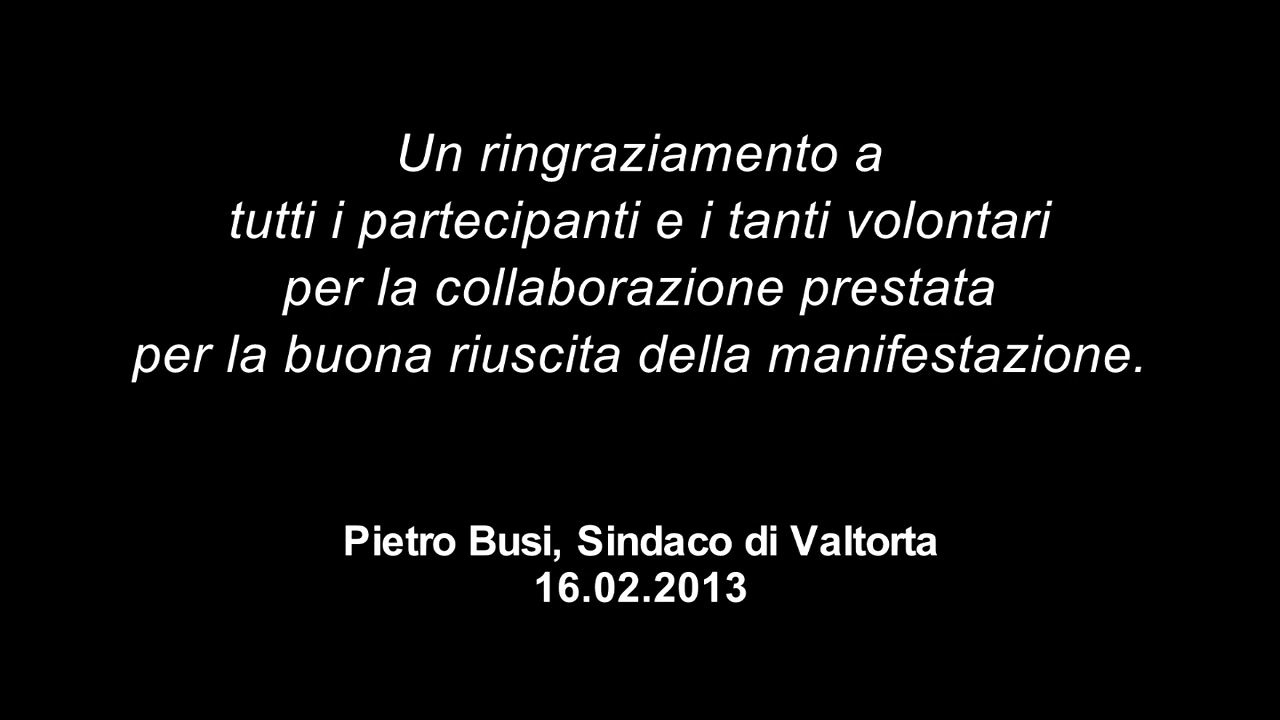 Un ringraziamento a
tutti i partecipanti e i tanti volontari
per la collaborazione prestata
per la buona riuscita della manifestazione.
Pietro Busi, Sindaco di Valtorta
16.02.2013